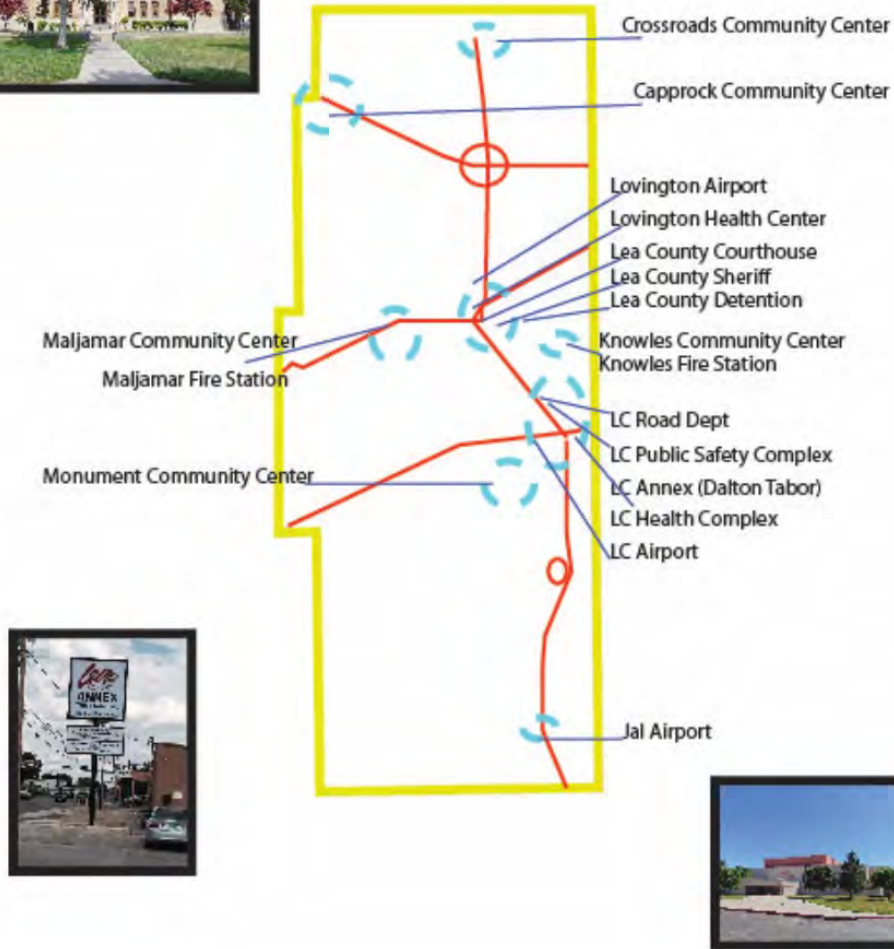 Crossroads Community Center
Capprock Community Center
Lovington Airport
Lovington Health Center
Lea County Courthouse
Lea County Sheriff
Lea County Detention
Maljamar Community Center
Knowles Community Center
Maljamar Fire Station
Knowles Fire Station
LC Road Dept
LC Public Safety Complex
Monument Community Center
LC Annex (Dalton Tabor)
LC Health Complex
LC Airport
Lea
ANNEX
Jal Airport